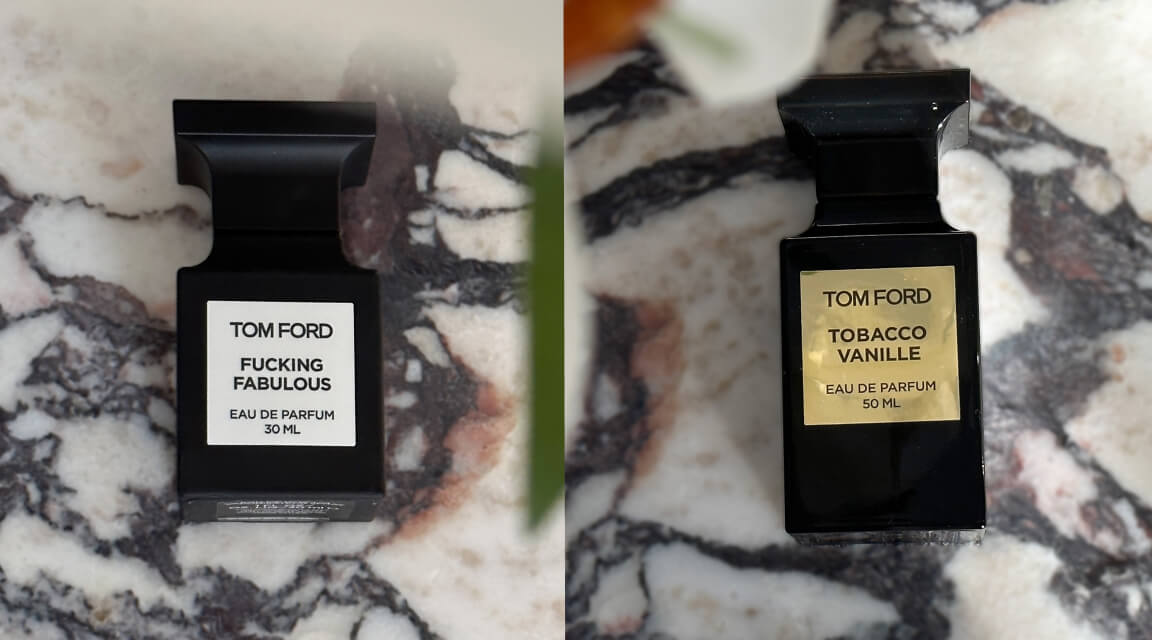 TOM FORD
FUCKING
FABULOUS
EAU DE PARFUM
30 ML
TOM FORD
TOBACCO
VANILLE
EAU DE PARFUM
50 ML